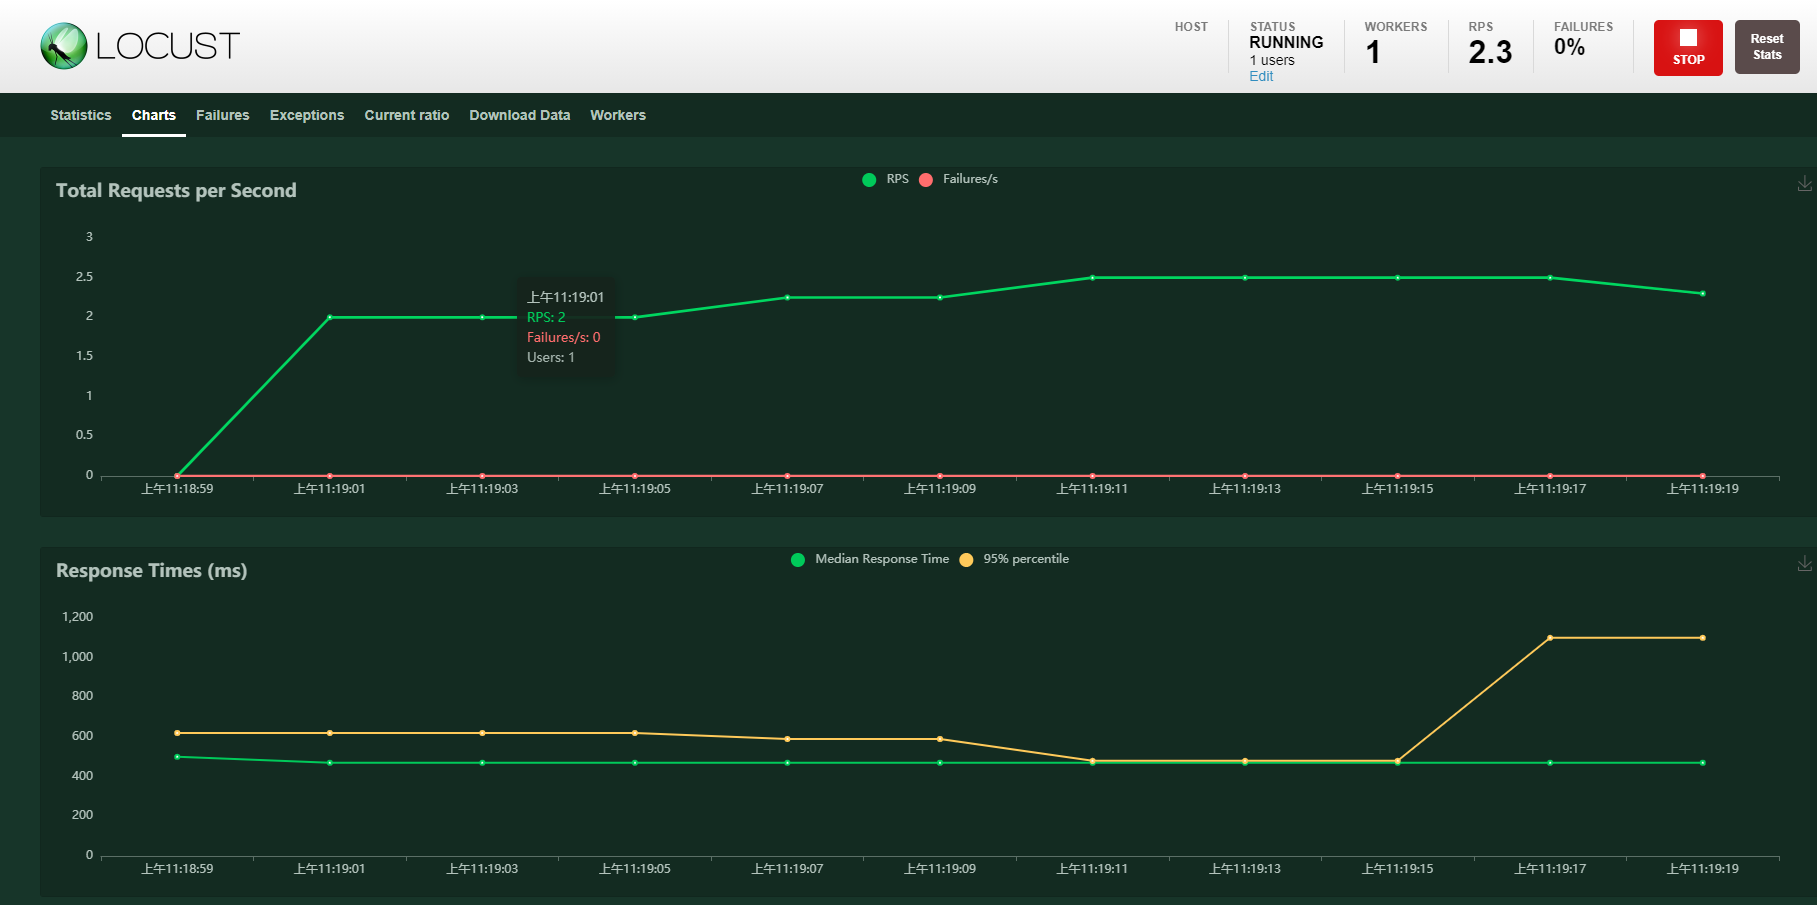 LOCUST
HOST
STATUS
RUNNING
1 users
Edit
WORKERS
1
RPS
2.3
FAILURES
0%
STOP
Reset
Stats
Statistics Charts Failures Exceptions Current ratio Download Data Workers
Total Requests per Second
RPS Failures/s
3
2.5
2
1.5
1
0.5
0
上午11:19:01
RPS: 2
Failures/s: 0
Users: 1
上午11:18:59 上午11:19:01 上午11:19:03 上午11:19:05 上午11:19:07 上午11:19:09 上午11:19:11 上午11:19:13 上午11:19:15 上午11:19:17 上午11:19:19
Response Times (ms)
Median Response Time 95% percentile
1,200
1,000
800
600
400
200
0
上午11:18:59 上午11:19:01 上午11:19:03 上午11:19:05 上午11:19:07 上午11:19:09 上午11:19:11 上午11:19:13 上午11:19:15 上午11:19:17 上午11:19:19